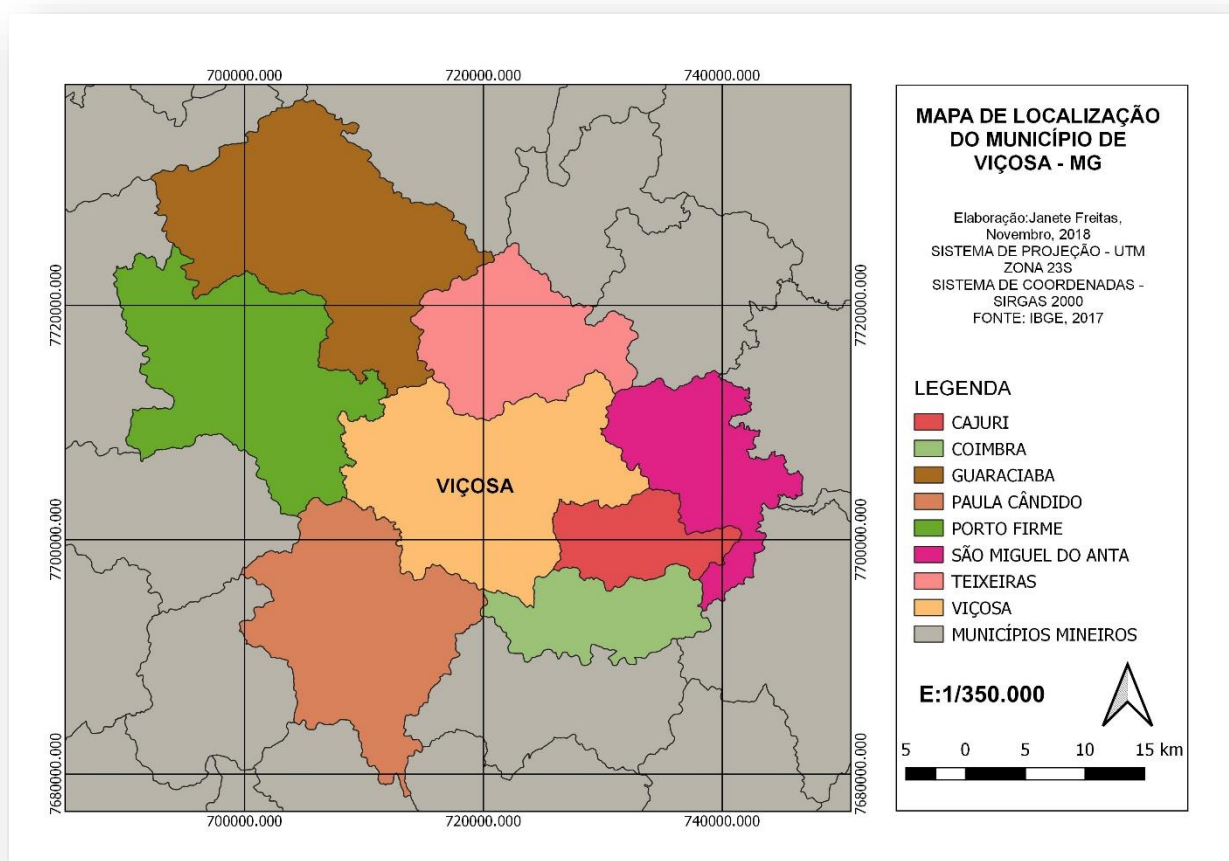 700000.000
720000.000
740000.000
7720000.000
7720000.000
VIÇOSA
7700000.000
7700000.000
7680000.000
7680000.000
700000.000
720000.000
740000.000
MAPA DE LOCALIZAÇÃO
DO MUNICÍPIO DE
VIÇOSA - MG
Elaboração:Janete Freitas,
Novembro, 2018
SISTEMA DE PROJEÇÃO - UTM
ZONA 23S
SISTEMA DE COORDENADAS -
SIRGAS 2000
FONTE: IBGE, 2017
LEGENDA
CAJURI
COIMBRA
GUARACIABA
PAULA CÂNDIDO
PORTO FIRME
SÃO MIGUEL DO ANTA
TEIXEIRAS
VIÇOSA
MUNICÍPIOS MINEIROS
E:1/350.000
5 0 5 10 15 km